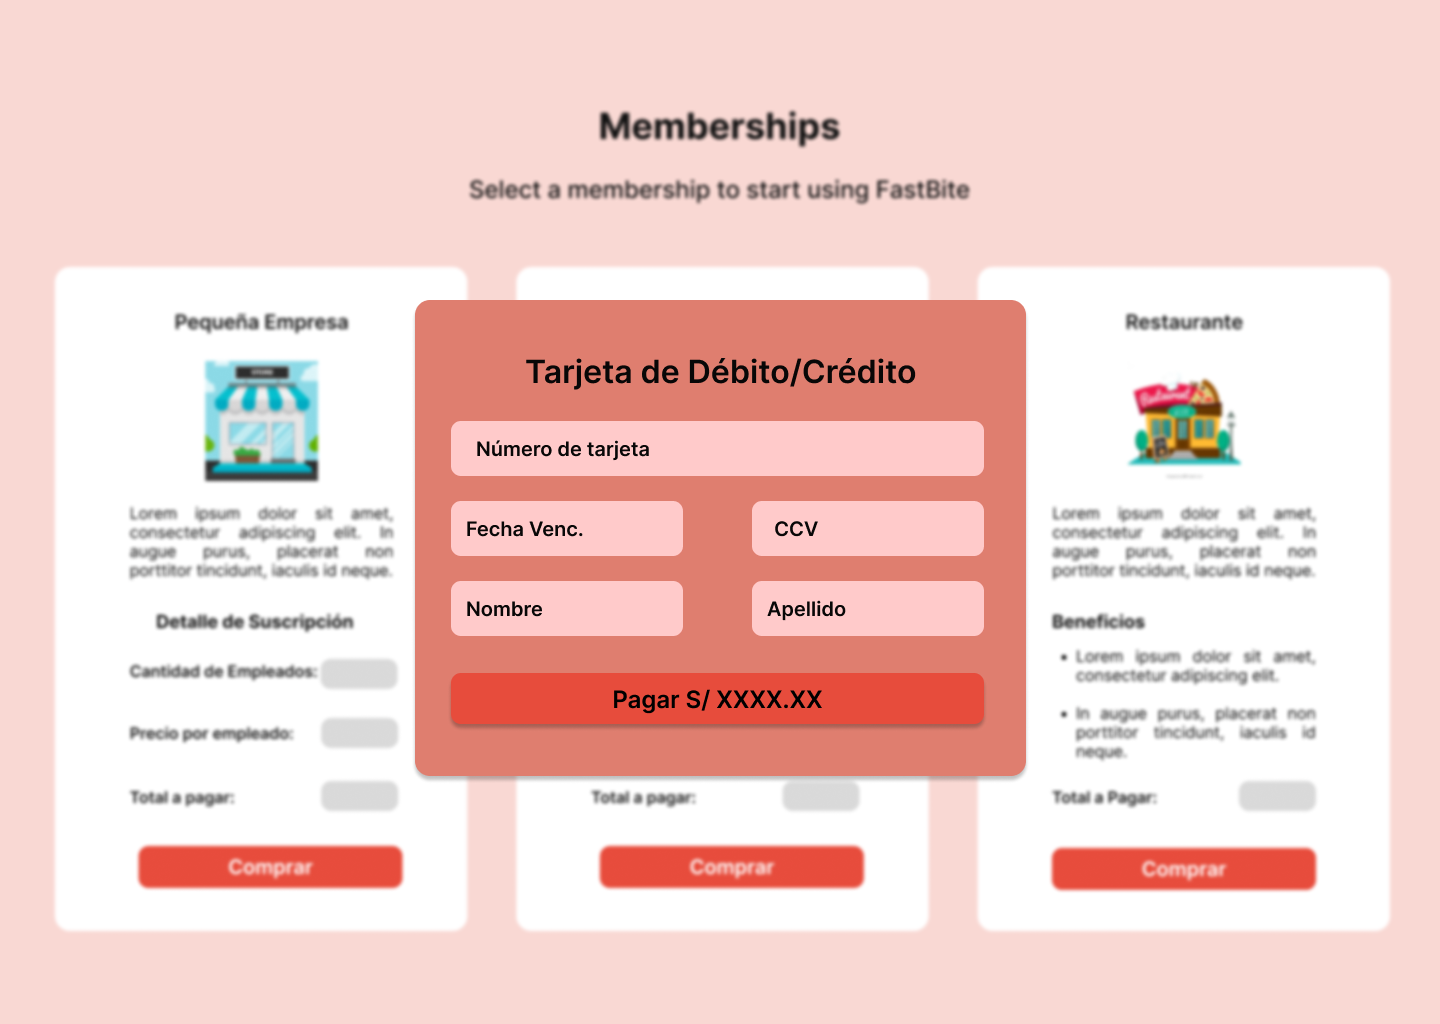 Memberships
Select a membership to start using FastBite
Pequeña Empresa
Lorem ipsum dolor sit amet,
consectetur adipiscing elit. In
augue purus, placerat non
porttitor tincidunt, iaculis id neque.
Detalle de Suscripción
Cantidad de Empleados:
Precio por empleado:
Total a pagar:
Comprar
Tarjeta de Débito/Crédito
Número de tarjeta
Fecha Venc.
CCV
Nombre
Apellido
Pagar S/ XXXX.XX
Total a pagar:
Comprar
Restaurante
Restaurant
Lorem ipsum dolor sit amet,
consectetur adipiscing elit. In
augue purus, placerat non
porttitor tincidunt, iaculis id neque.
Beneficios
• Lorem ipsum dolor sit amet,
consectetur adipiscing elit.
• In augue purus, placerat non
porttitor tincidunt, iaculis id
neque.
Total a Pagar:
Comprar